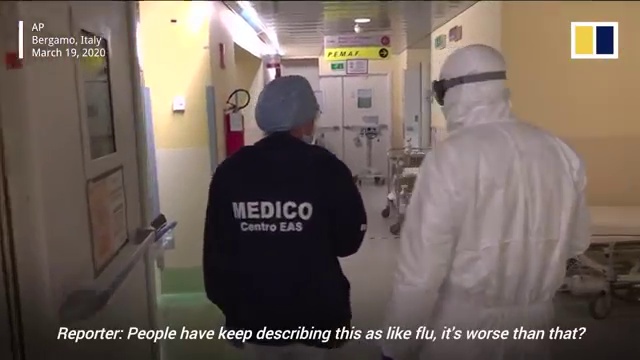 AP
Bergamo, Italy
March 19, 2020
P.E.M.A.F.
MEDICO
Centro EAS
Reporter: People have keep describing this as like flu, it's worse than that?